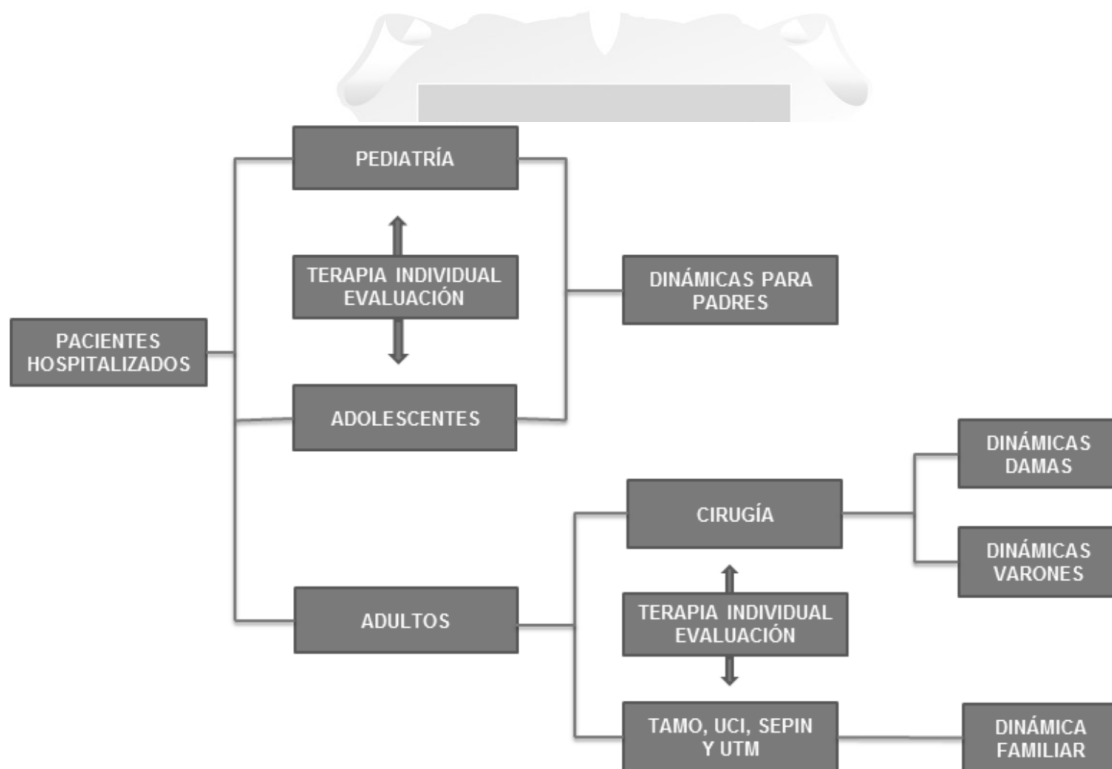 PEDIATRÍA
TERAPIA INDIVIDUAL
EVALUACIÓN
DINÁMICAS PARA
PADRES
PACIENTES
HOSPITALIZADOS
ADOLESCENTES
DINÁMICAS
DAMAS
CIRUGÍA
DINÁMICAS
VARONES
ADULTOS
TERAPIA INDIVIDUAL
EVALUACIÓN
TAMO, UCI, SEPIN
Y UTM
DINÁMICA
FAMILIAR